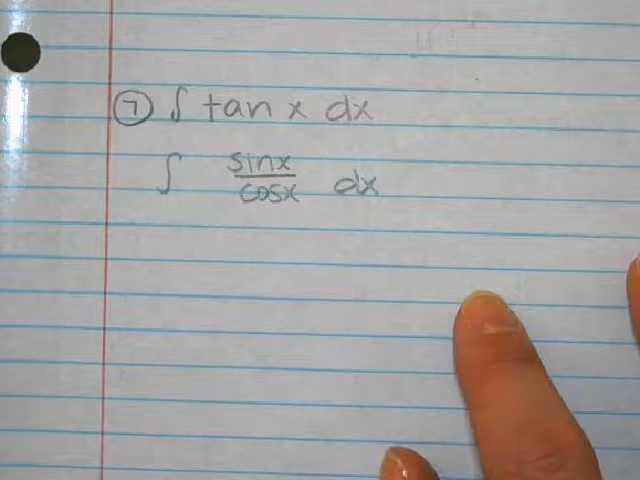 ⑦ ∫ tan x dx
∫ sinx/cosx dx